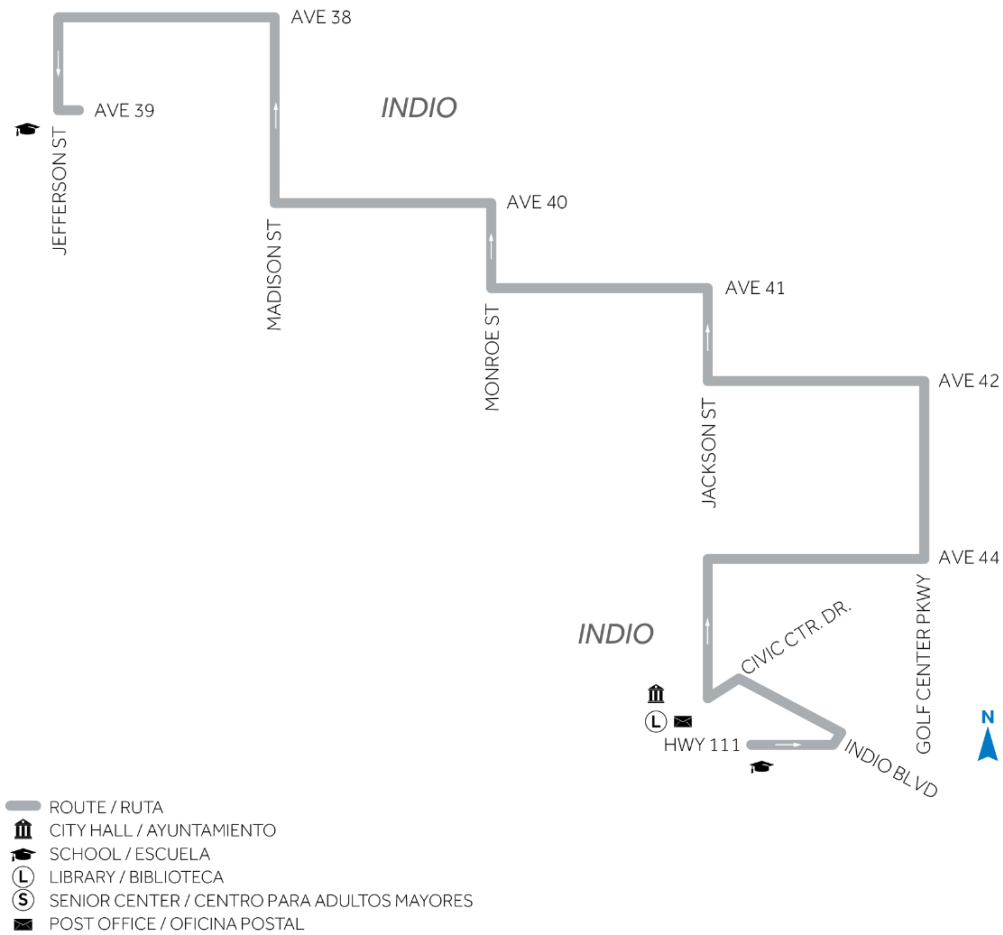 AVE 38
INDIO
AVE 39
JEFFERSON ST
AVE 40
MADISON ST
AVE 41
MONROE ST
AVE 42
JACKSON ST
AVE 44
GOLF CENTER PKWY
INDIO
CIVIC CTR. DR.
N
L
HWY 111
INDIO BLVD
ROUTE / RUTA
CITY HALL / AYUNTAMIENTO
SCHOOL / ESCUELA
L LIBRARY / BIBLIOTECA
S SENIOR CENTER / CENTRO PARA ADULTOS MAYORES
POST OFFICE / OFICINA POSTAL